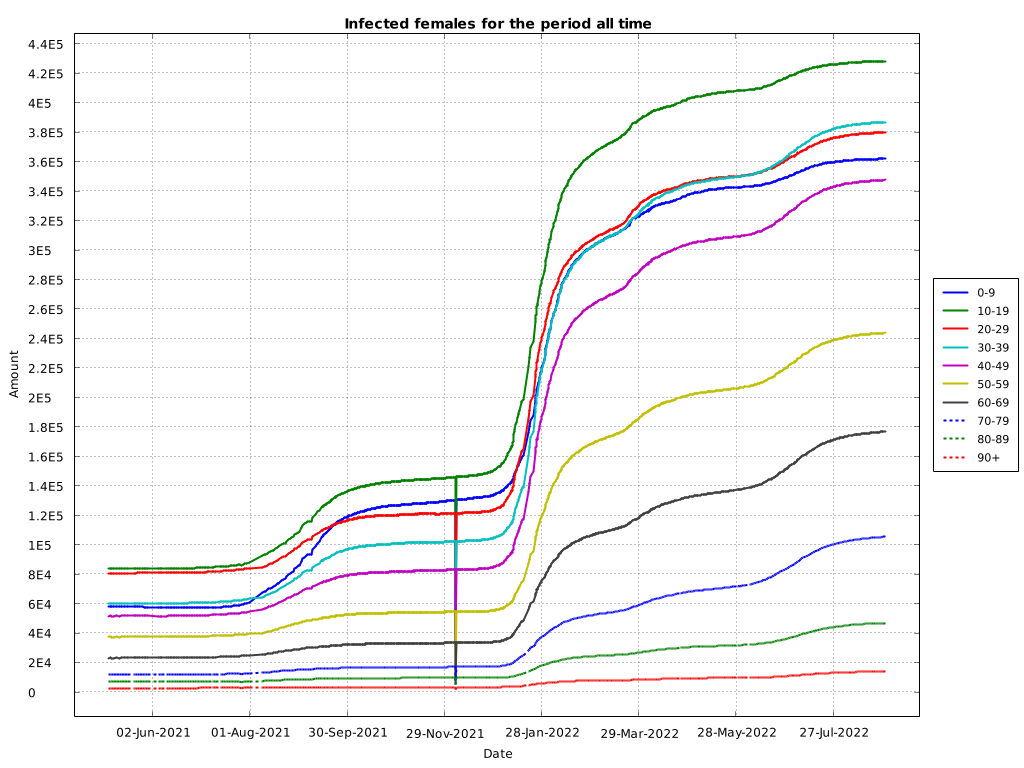 Infected females for the period all time
4.4E5
4.2E5
4E5
3.8E5
3.6E5
3.4E5
3.2E5
3E5
2.8E5
2.6E5
2.4E5
2.2E5
2E5
1.8E5
1.6E5
1.4E5
1.2E5
1E5
8E4
6E4
4E4
2E4
0
Amount
02-Jun-2021 01-Aug-2021 30-Sep-2021 29-Nov-2021 28-Jan-2022 29-Mar-2022 28-May-2022 27-Jul-2022
Date
0-9
10-19
20-29
30-39
40-49
50-59
60-69
70-79
80-89
90+